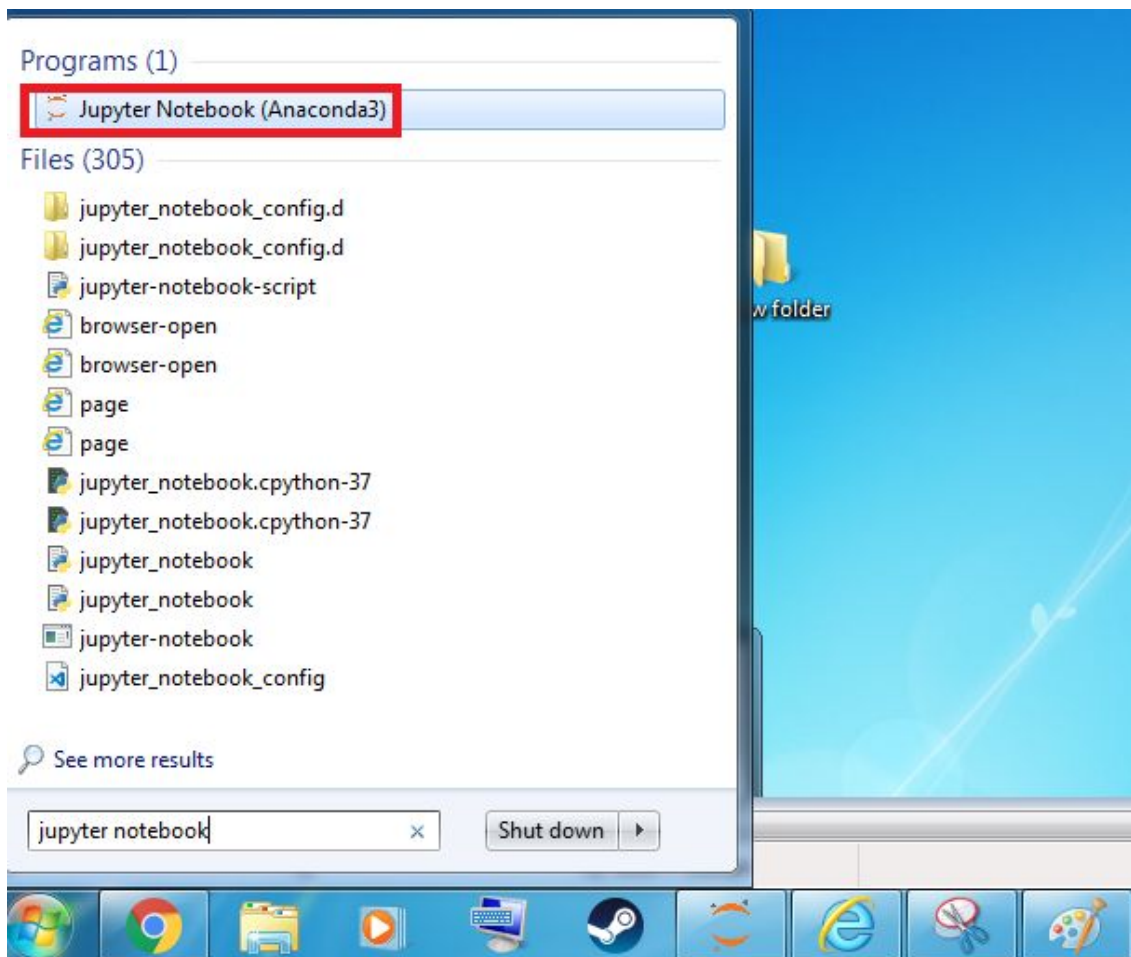 Programs (1)
Jupyter Notebook (Anaconda3)
Files (305)
jupyter_notebook_config.d
jupyter_notebook_config.d
jupyter-notebook-script
browser-open
browser-open
page
page
jupyter_notebook.cpython-37
jupyter_notebook.cpython-37
jupyter_notebook
jupyter_notebook
jupyter-notebook
jupyter_notebook_config
See more results
jupyter notebook
Shut down
w folder